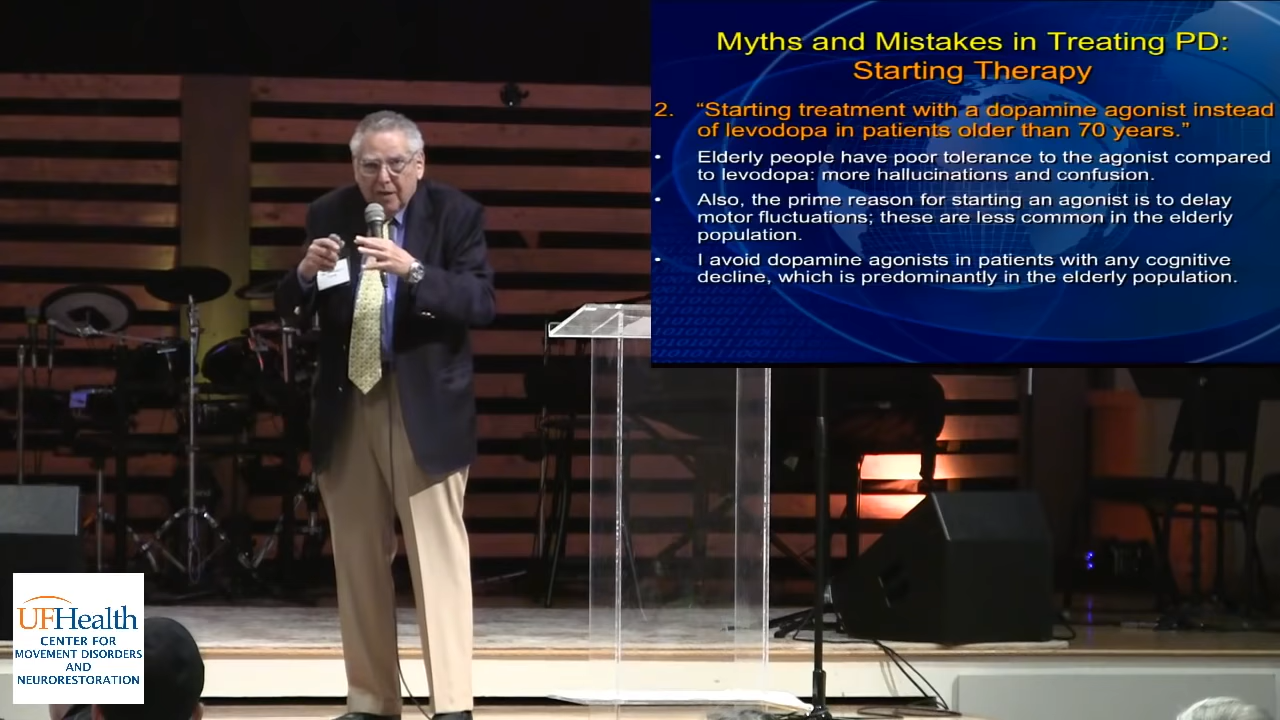 Myths and Mistakes in Treating PD:
Starting Therapy
2. “Starting treatment with a dopamine agonist instead
of levodopa in patients older than 70 years.”
• Elderly people have poor tolerance to the agonist compared
to levodopa: more hallucinations and confusion.
• Also, the prime reason for starting an agonist is to delay
motor fluctuations; these are less common in the elderly
population.
• I avoid dopamine agonists in patients with any cognitive
decline, which is predominantly in the elderly population.
UFHealth
CENTER FOR
MOVEMENT DISORDERS
AND
NEURORESTORATION